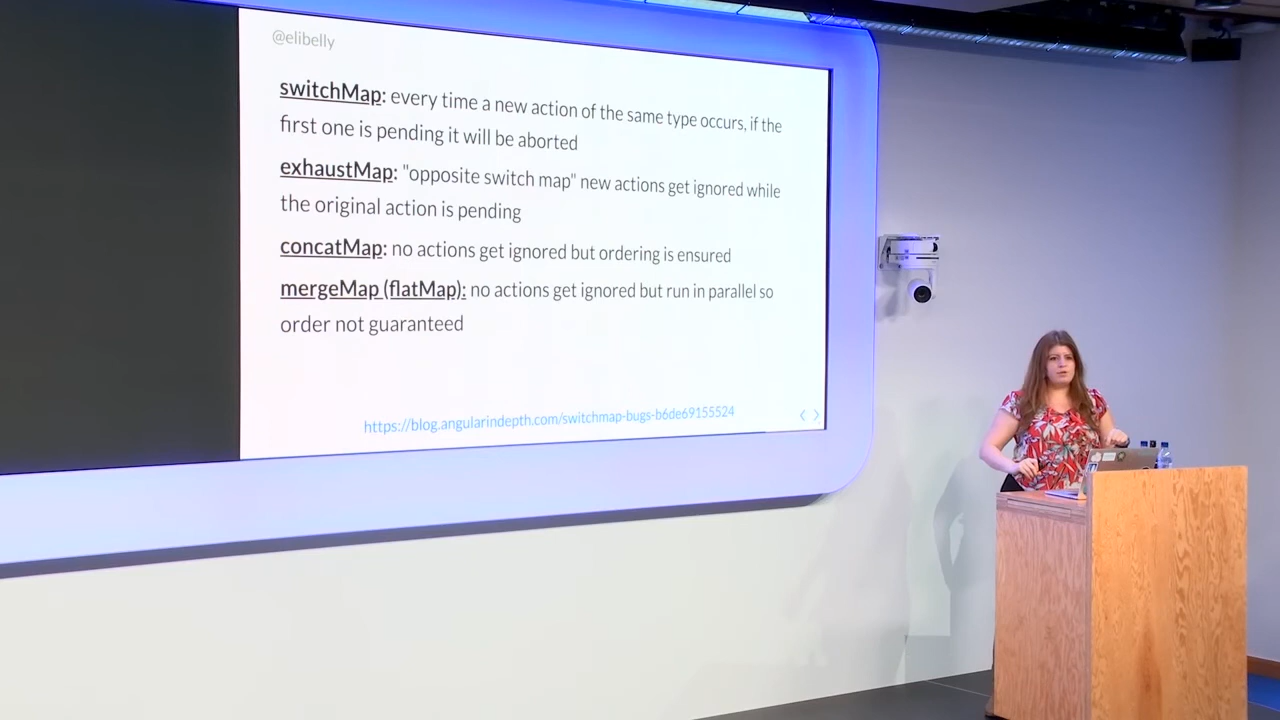 @elibelly
switchMap: every time a new action of the same type occurs, if the
first one is pending it will be aborted
exhaustMap: "opposite switch map" new actions get ignored while
the original action is pending
concatMap: no actions get ignored but ordering is ensured
mergeMap (flatMap): no actions get ignored but run in parallel so
order not guaranteed
https://blog.angularindepth.com/switchmap-bugs-b6de69155524